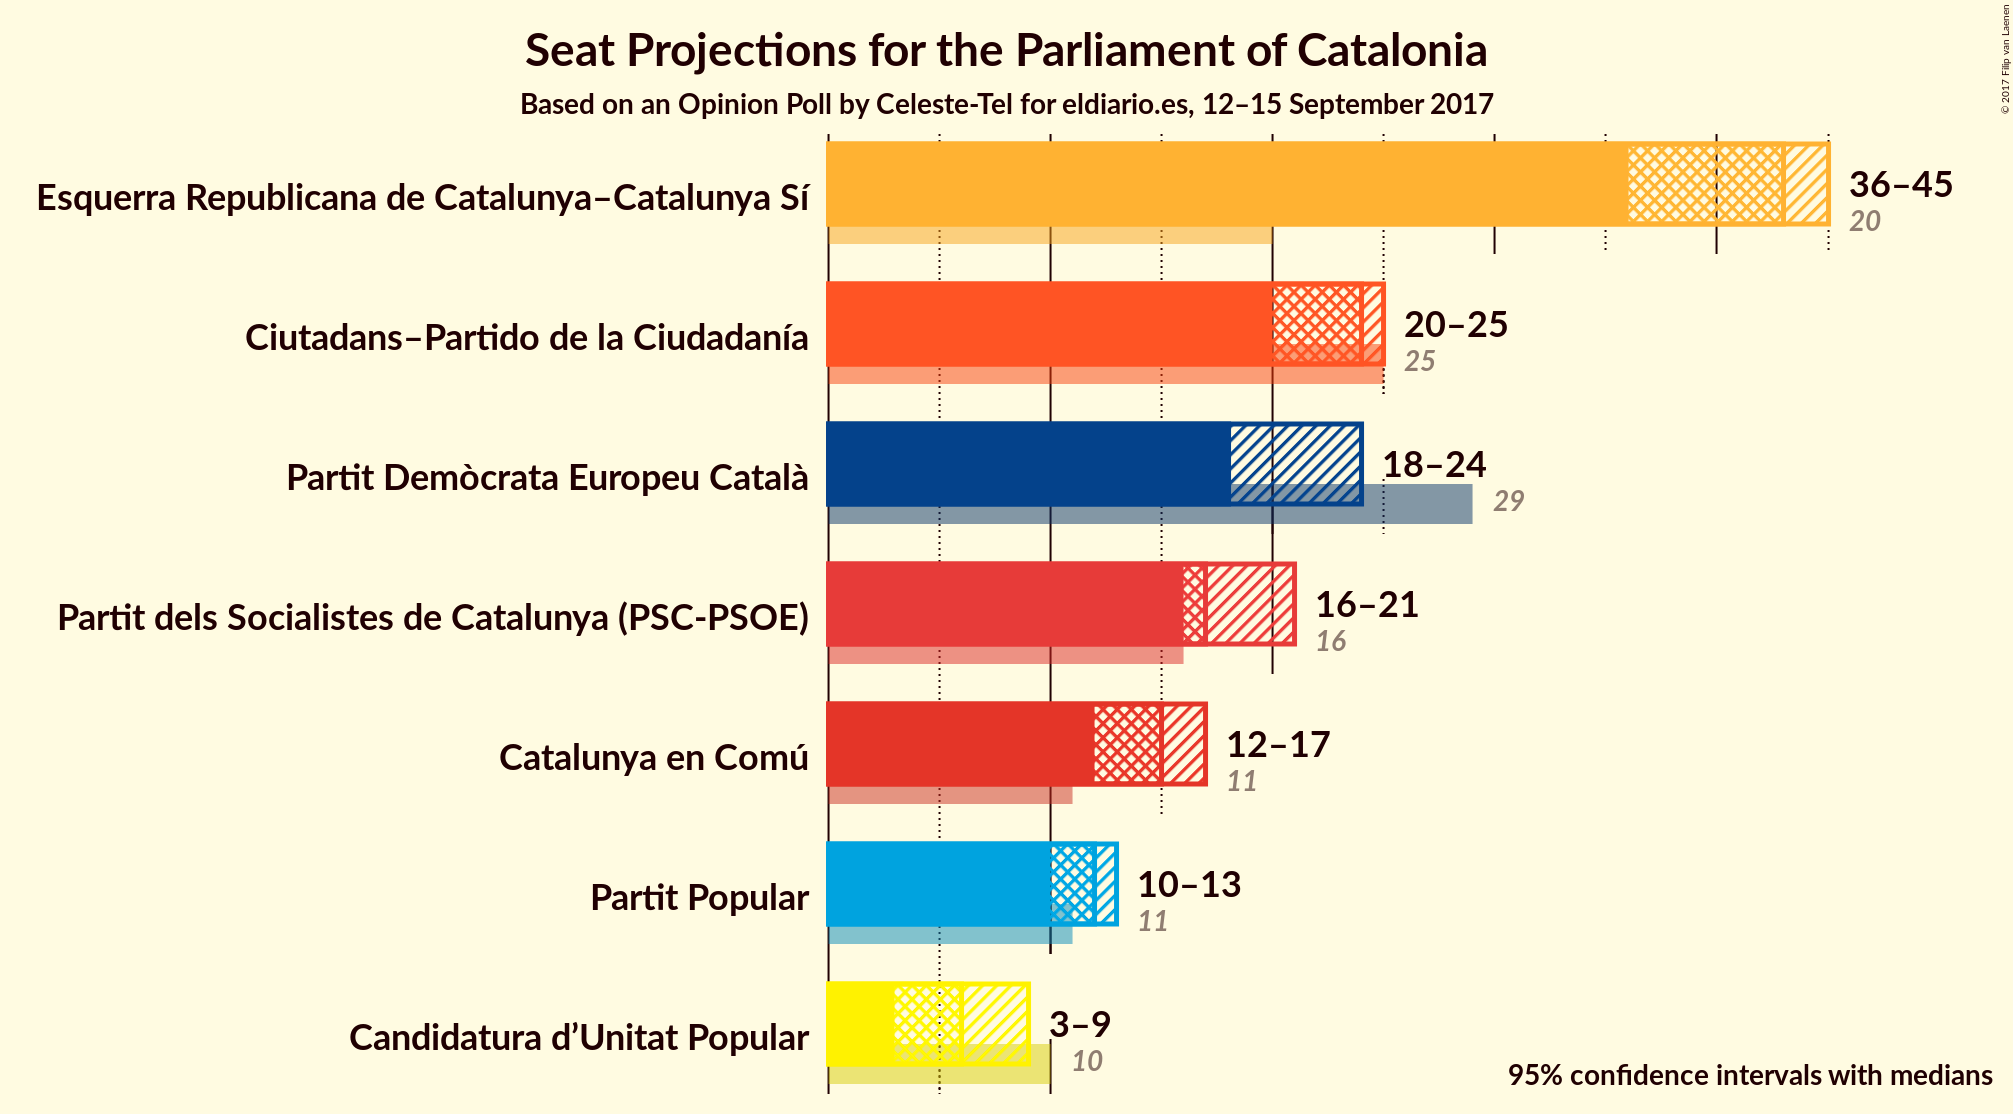 Seat Projections for the Parliament of Catalonia
Based on an Opinion Poll by Celeste-Tel for eldiario.es, 12–15 September 2017
© 2017 Filip van Laenen
Esquerra Republicana de Catalunya–Catalunya Sí
36–45
20
Ciutadans–Partido de la Ciudadanía
20–25
25
Partit Demòcrata Europeu Català
18–24
29
Partit dels Socialistes de Catalunya (PSC-PSOE)
16–21
16
Catalunya en Comú
12–17
11
Partit Popular
10–13
11
Candidatura d’Unitat Popular
3–9
10
95% confidence intervals with medians